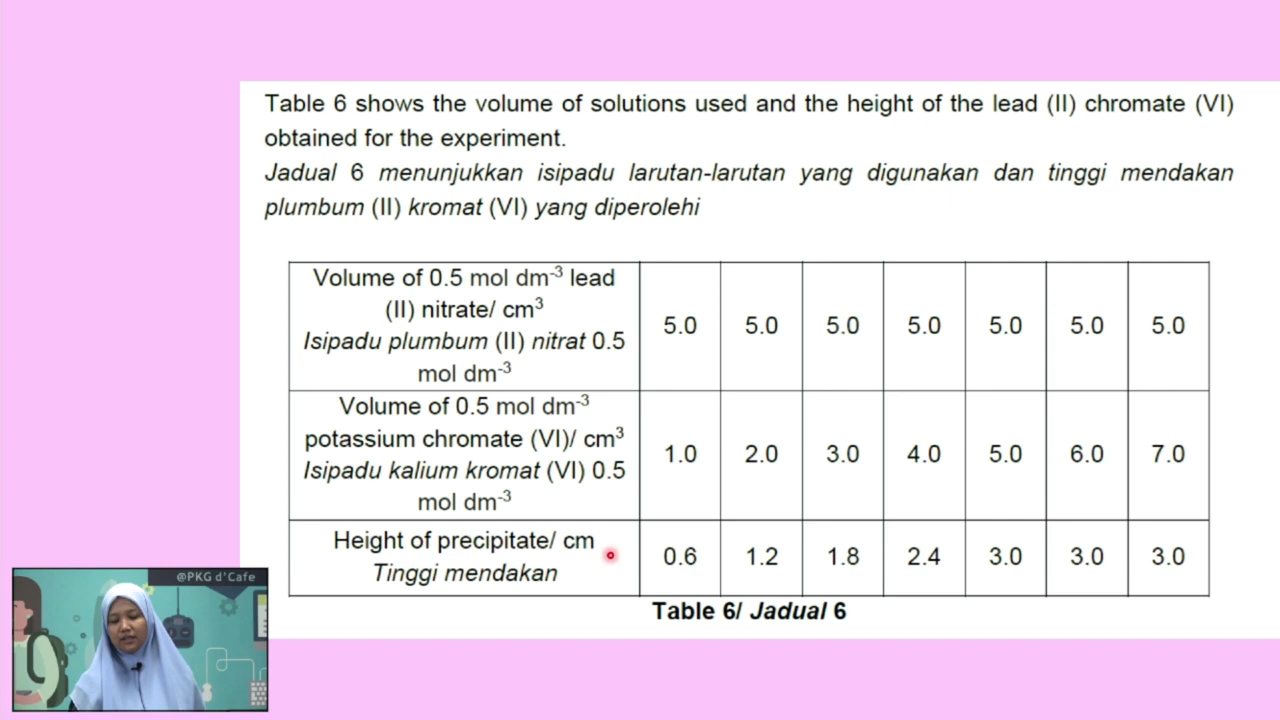 Table 6 shows the volume of solutions used and the height of the lead (II) chromate (VI)
obtained for the experiment.
Jadual 6 menunjukkan isipadu larutan-larutan yang digunakan dan tinggi mendakan
plumbum (II) kromat (VI) yang diperolehi
Volume of 0.5 mol dm⁻³ lead
(II) nitrate/ cm³
Isipadu plumbum (II) nitrat 0.5
mol dm⁻³
5.0 5.0 5.0 5.0 5.0 5.0 5.0
Volume of 0.5 mol dm⁻³
potassium chromate (VI)/ cm³
Isipadu kalium kromat (VI) 0.5
mol dm⁻³
1.0 2.0 3.0 4.0 5.0 6.0 7.0
Height of precipitate/ cm
Tinggi mendakan
0.6 1.2 1.8 2.4 3.0 3.0 3.0
Table 6/ Jadual 6
@PKG d'Cafe